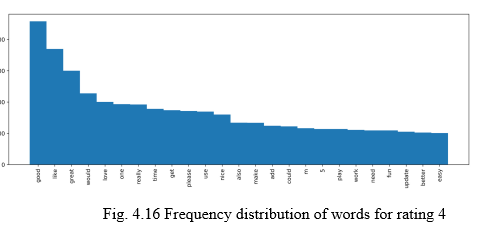 good
like
great
would
love
one
really
time
get
please
use
nice
also
make
add
could
m
5
play
work
need
fun
update
better
easy
Fig. 4.16 Frequency distribution of words for rating 4